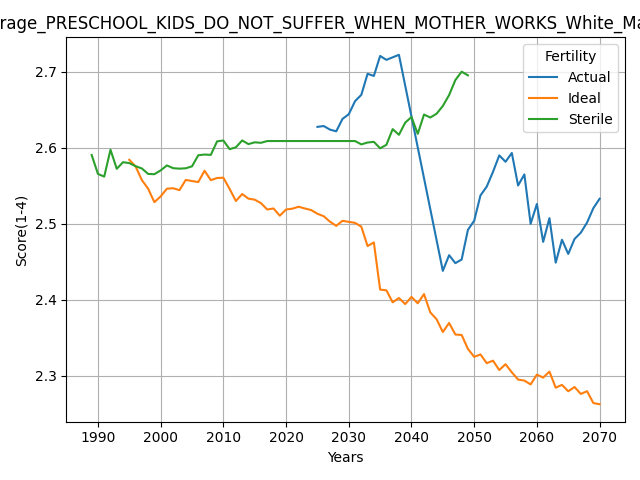 rage_PRESCHOOL_KIDS_DO_NOT_SUFFER_WHEN_MOTHER_WORKS_White_Ma
Fertility
Actual
Ideal
Sterile
Score(1-4)
2.7
2.6
2.5
2.4
2.3
1990 2000 2010 2020 2030 2040 2050 2060 2070
Years